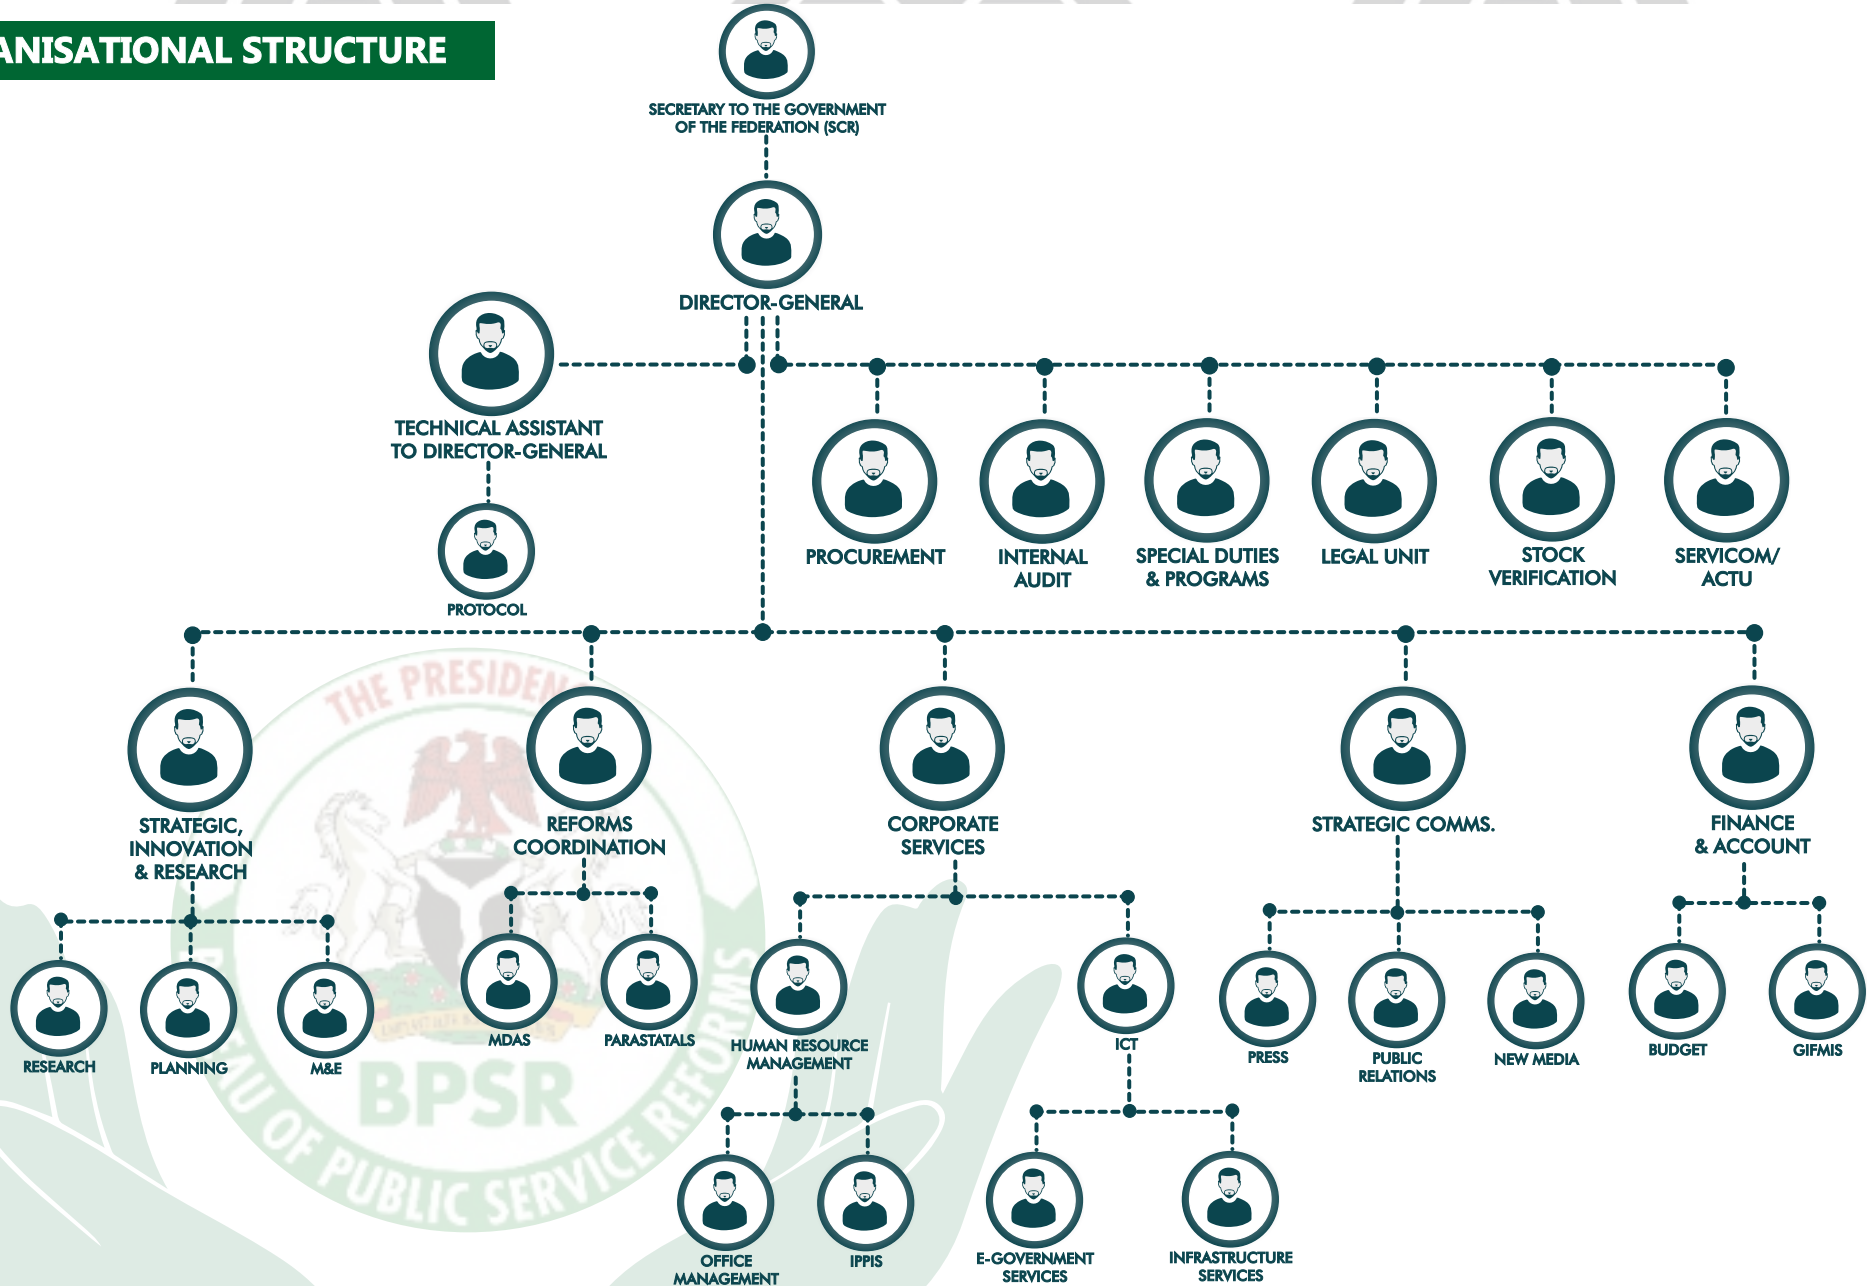 ANISATIONAL STRUCTURE
SECRETARY TO THE GOVERNMENT
OF THE FEDERATION (SCR)
DIRECTOR-GENERAL
TECHNICAL ASSISTANT
TO DIRECTOR-GENERAL
PROTOCOL
PROCUREMENT
INTERNAL
AUDIT
SPECIAL DUTIES
& PROGRAMS
LEGAL UNIT
STOCK
VERIFICATION
SERVICOM/
ACTU
STRATEGIC,
INNOVATION
& RESEARCH
REFORMS
COORDINATION
CORPORATE
SERVICES
STRATEGIC COMMS.
FINANCE
& ACCOUNT
RESEARCH
PLANNING
M&E
MDAS
PARASTATALS
HUMAN RESOURCE
MANAGEMENT
ICT
PRESS
PUBLIC
RELATIONS
NEW MEDIA
BUDGET
GIFMIS
OFFICE
MANAGEMENT
IPPIS
E-GOVERNMENT
SERVICES
INFRASTRUCTURE
SERVICES
THE PRESIDEN
BPSR
EAU OF PUBLIC SERVICE REFORMS